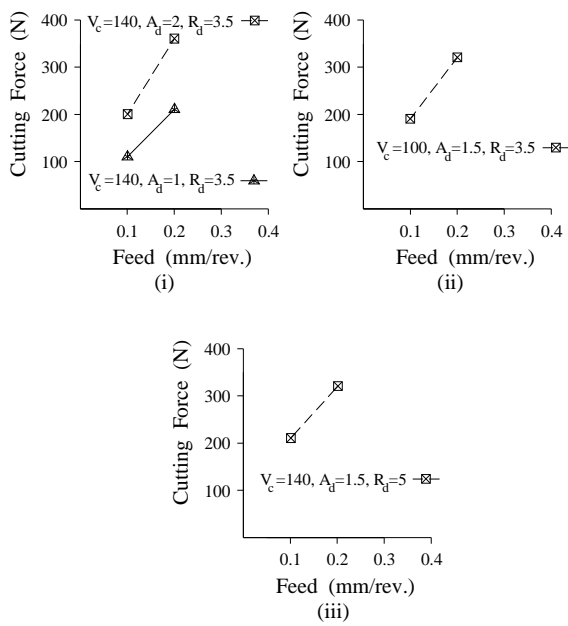 400
300
200
100
Cutting Force (N)
V_c=140, A_d=2, R_d=3.5
V_c=140, A_d=1, R_d=3.5
0.1 0.2 0.3 0.4
Feed (mm/rev.)
(i)
400
300
200
100
Cutting Force (N)
V_c=100, A_d=1.5, R_d=3.5
0.1 0.2 0.3 0.4
Feed (mm/rev.)
(ii)
400
300
200
100
Cutting Force (N)
V_c=140, A_d=1.5, R_d=5
0.1 0.2 0.3 0.4
Feed (mm/rev.)
(iii)